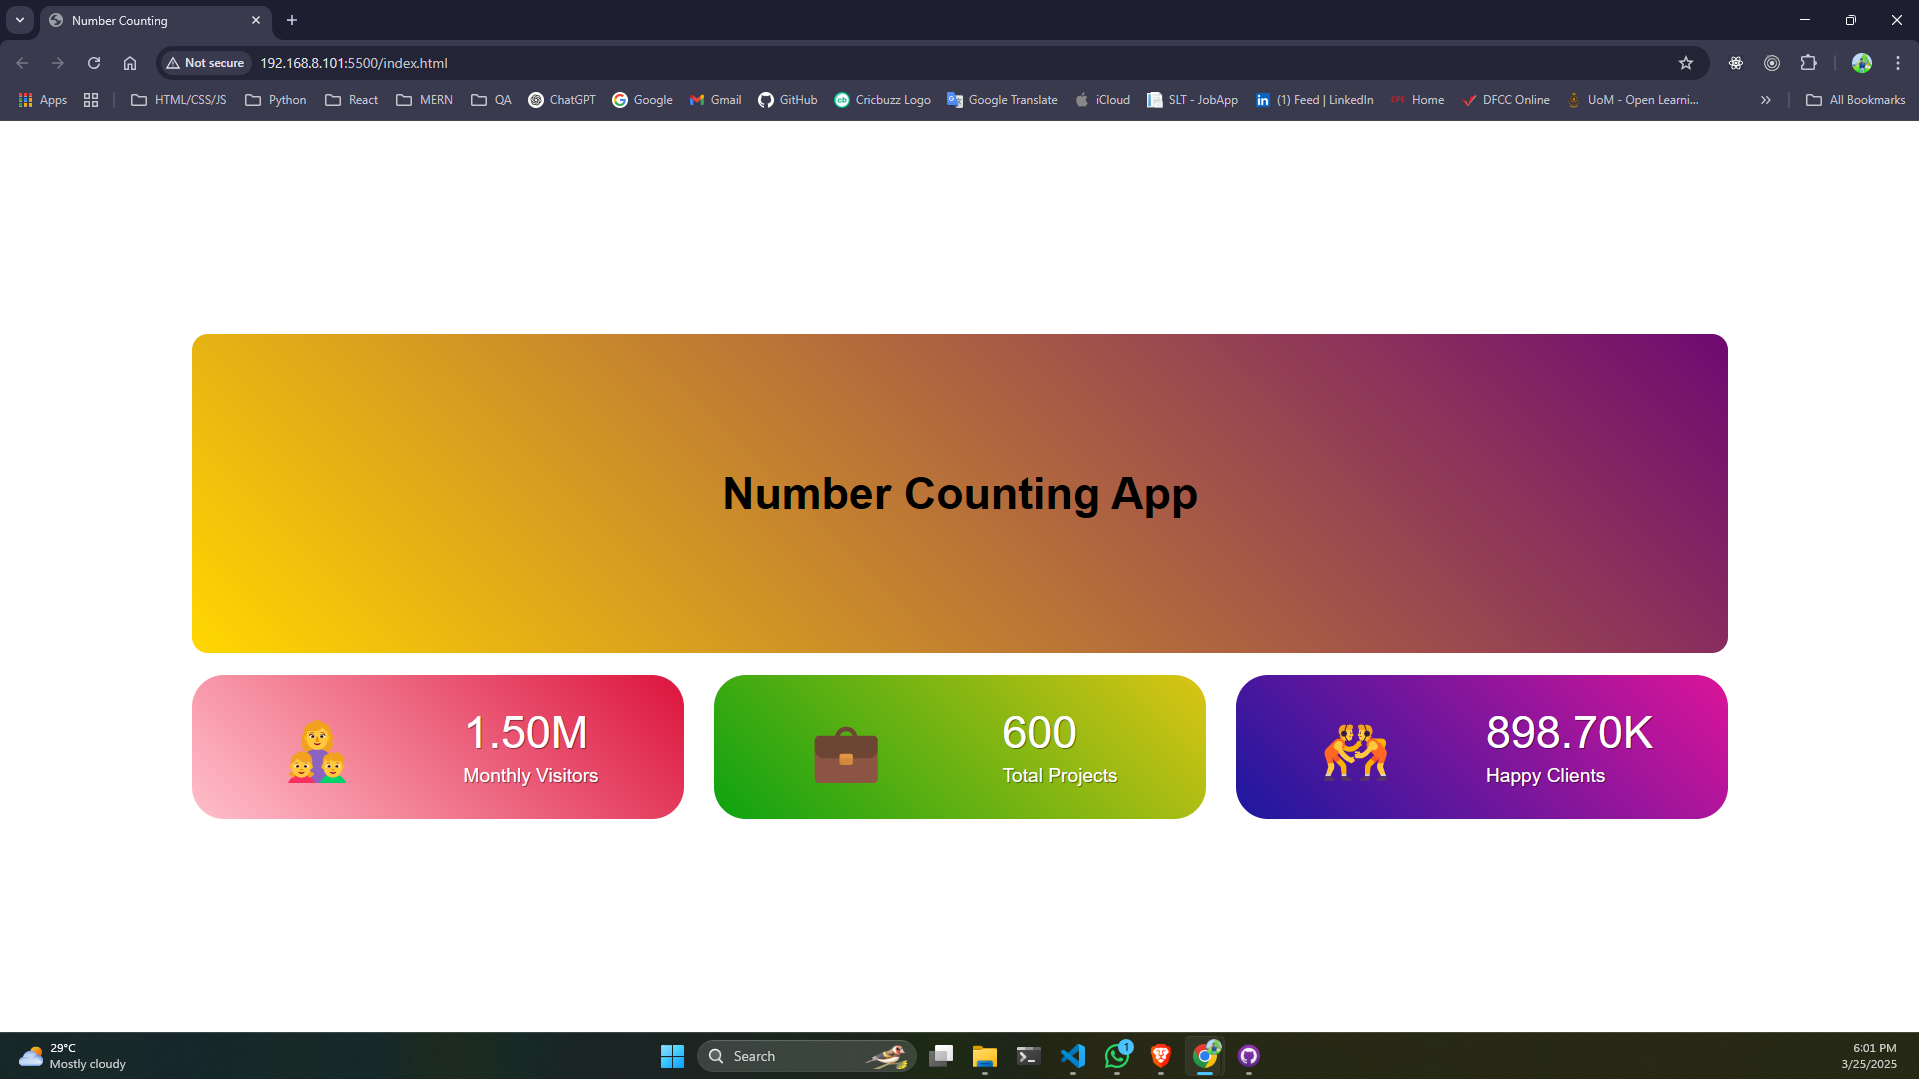 Number Counting
Not secure
192.168.8.101:5500/index.html
Apps
HTML/CSS/JS
Python
React
MERN
QA
ChatGPT
Google
Gmail
GitHub
cb
Cricbuzz Logo
Google Translate
iCloud
SLT - JobApp
in
(1) Feed | LinkedIn
Home
DFCC Online
UoM - Open Learni...
All Bookmarks
Number Counting App
1.50M
Monthly Visitors
600
Total Projects
898.70K
Happy Clients
29°C
Mostly cloudy
Search
1
6:01 PM
3/25/2025